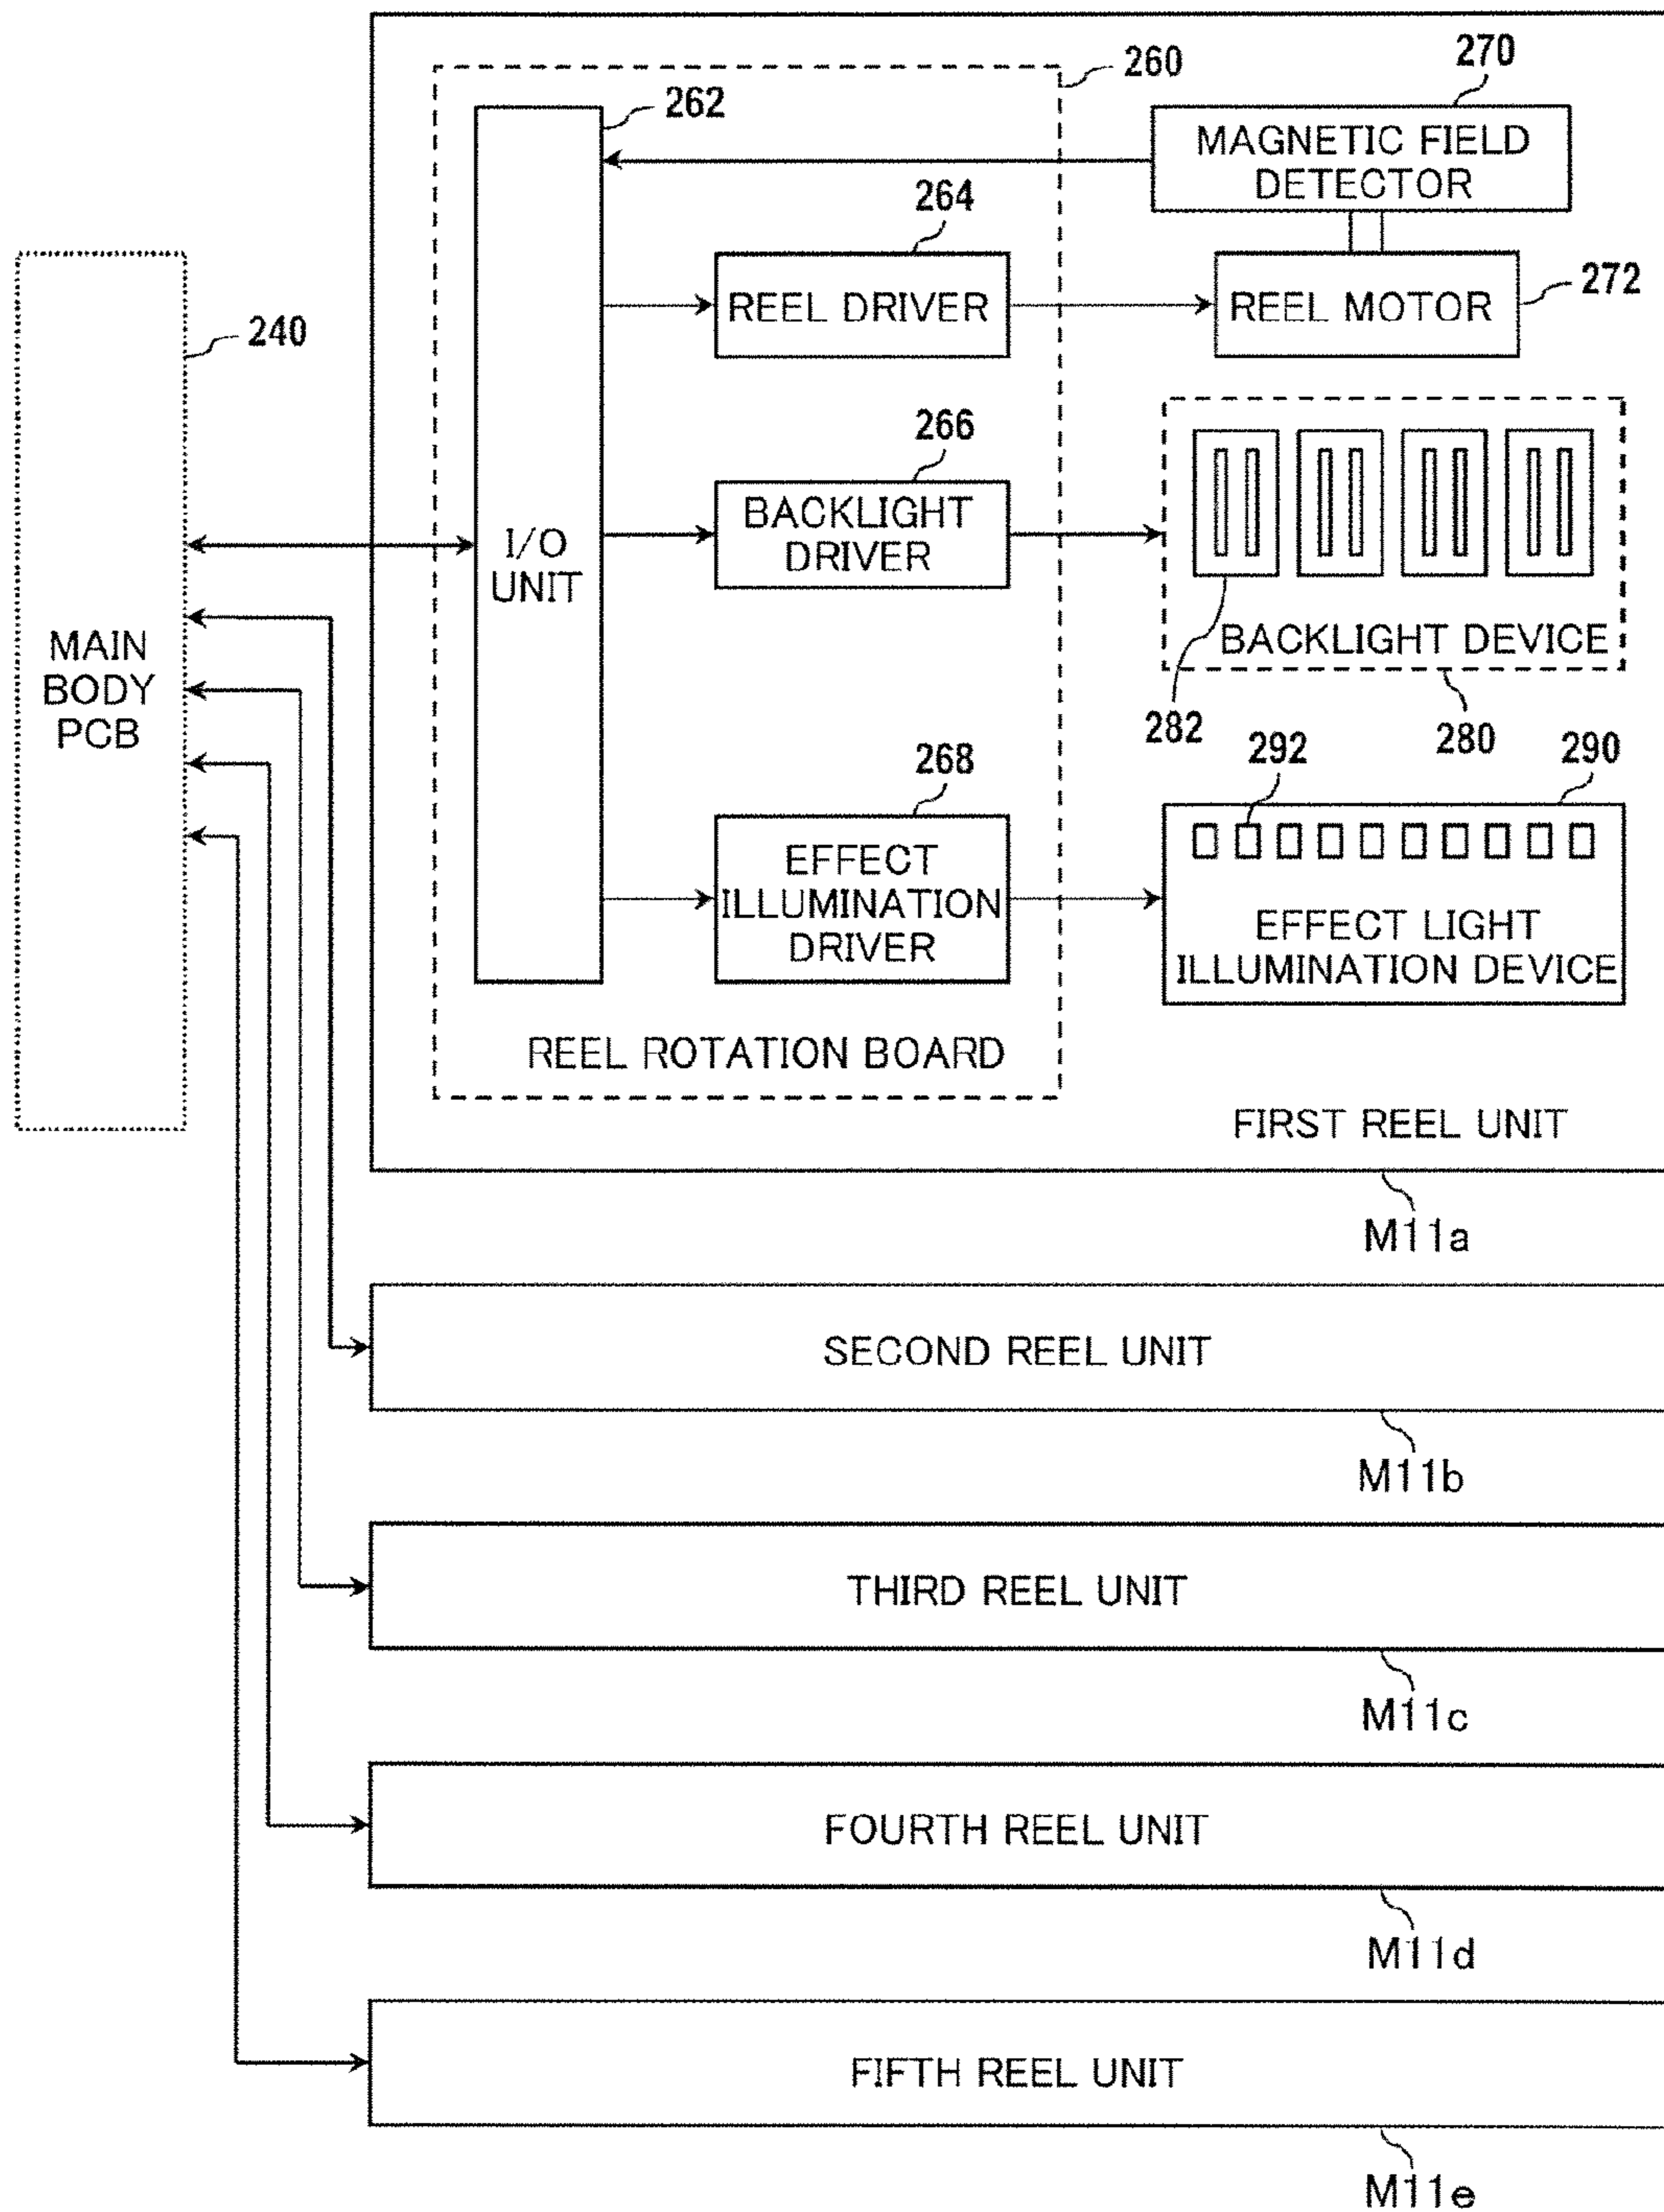 260
270
262
MAGNETIC FIELD
DETECTOR
264
REEL DRIVER
REEL MOTOR
272
240
266
BACKLIGHT
DRIVER
I/O
UNIT
BACKLIGHT DEVICE
282
280
MAIN
BODY
PCB
268
292
290
EFFECT
ILLUMINATION
DRIVER
EFFECT LIGHT
ILLUMINATION DEVICE
REEL ROTATION BOARD
FIRST REEL UNIT
M11a
SECOND REEL UNIT
M11b
THIRD REEL UNIT
M11c
FOURTH REEL UNIT
M11d
FIFTH REEL UNIT
M11e